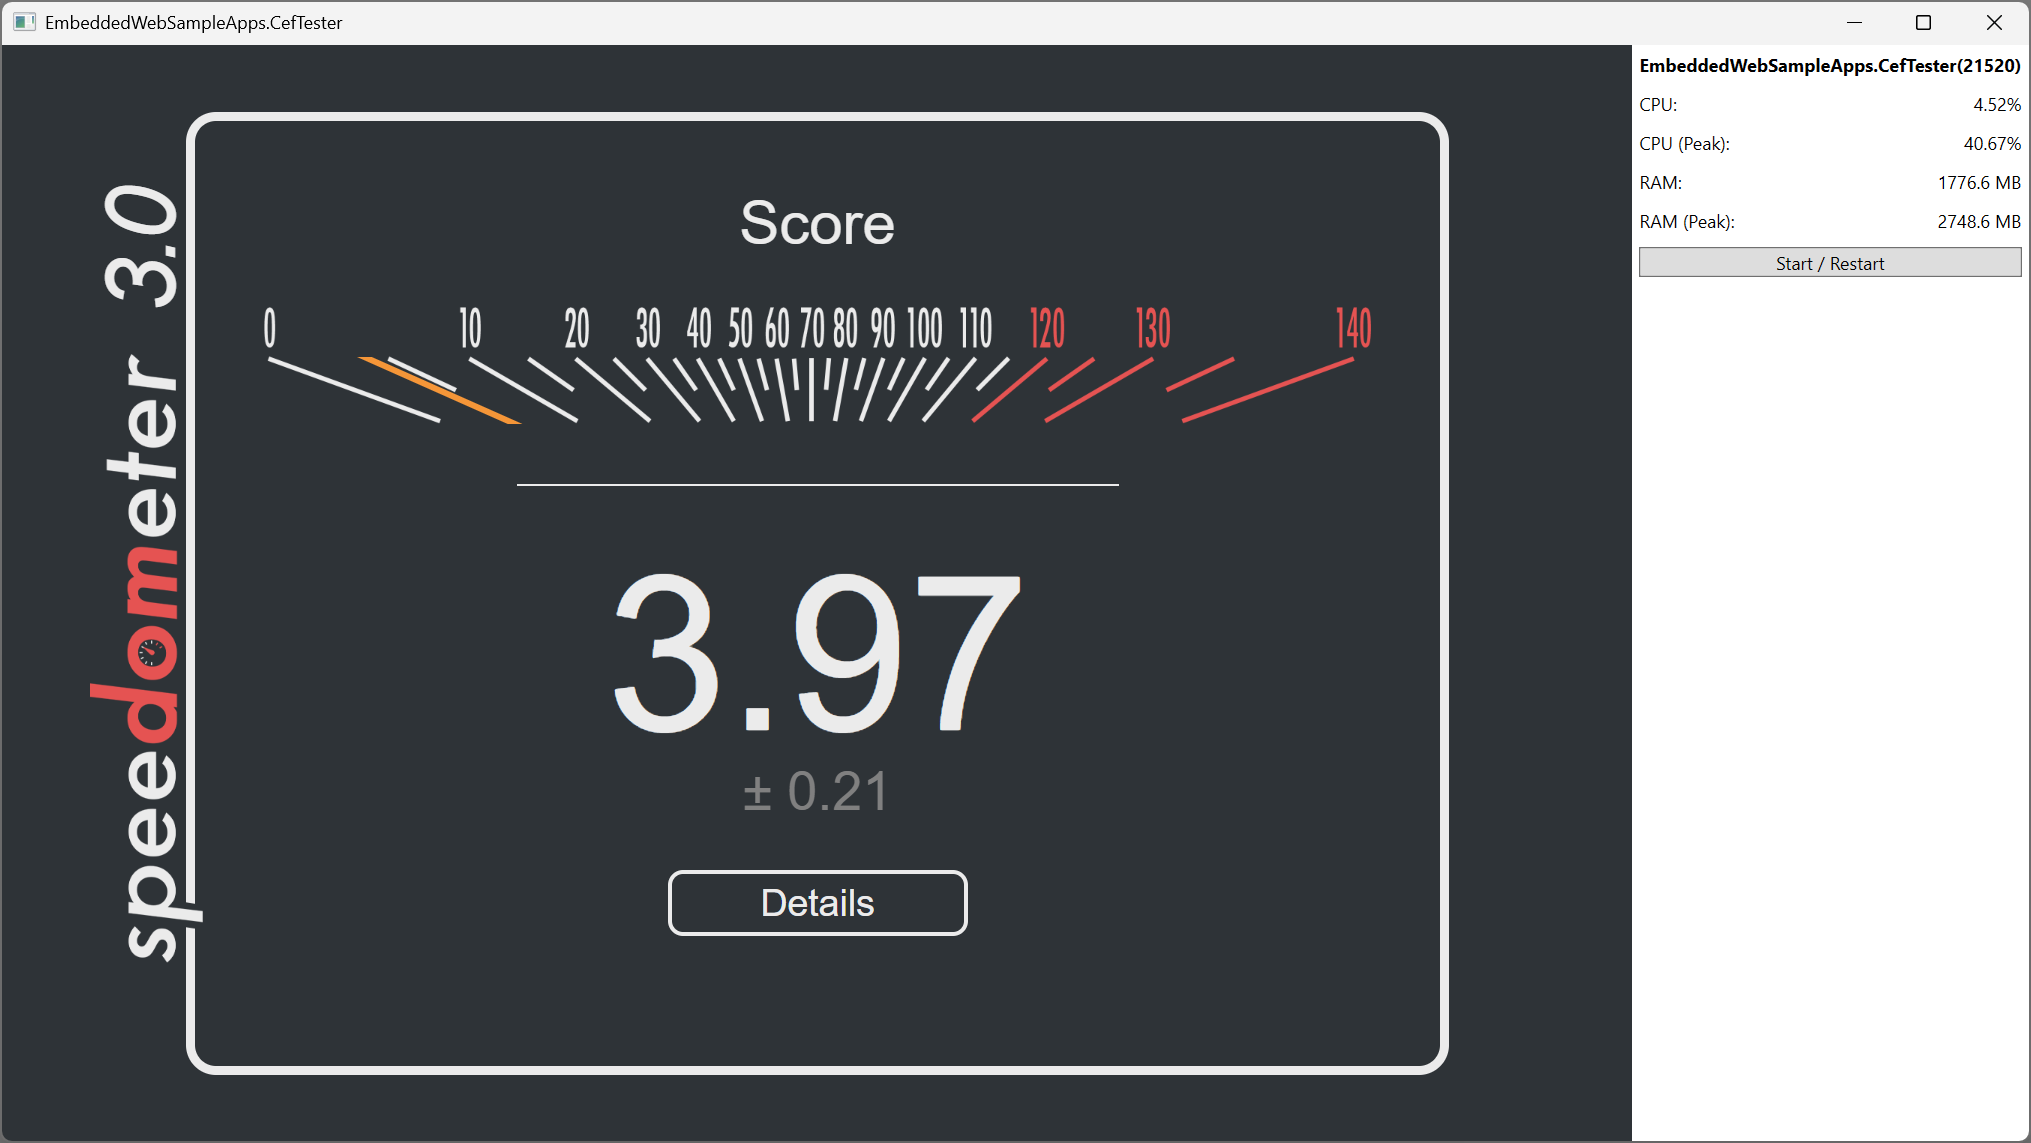 EmbeddedWebSampleApps.CefTester
speedometer 3.0
Score
0 10 20 30 40 50 60 70 80 90 100 110 120 130 140
3.97
± 0.21
Details
EmbeddedWebSampleApps.CefTester(21520)
CPU: 4.52%
CPU (Peak): 40.67%
RAM: 1776.6 MB
RAM (Peak): 2748.6 MB
Start / Restart